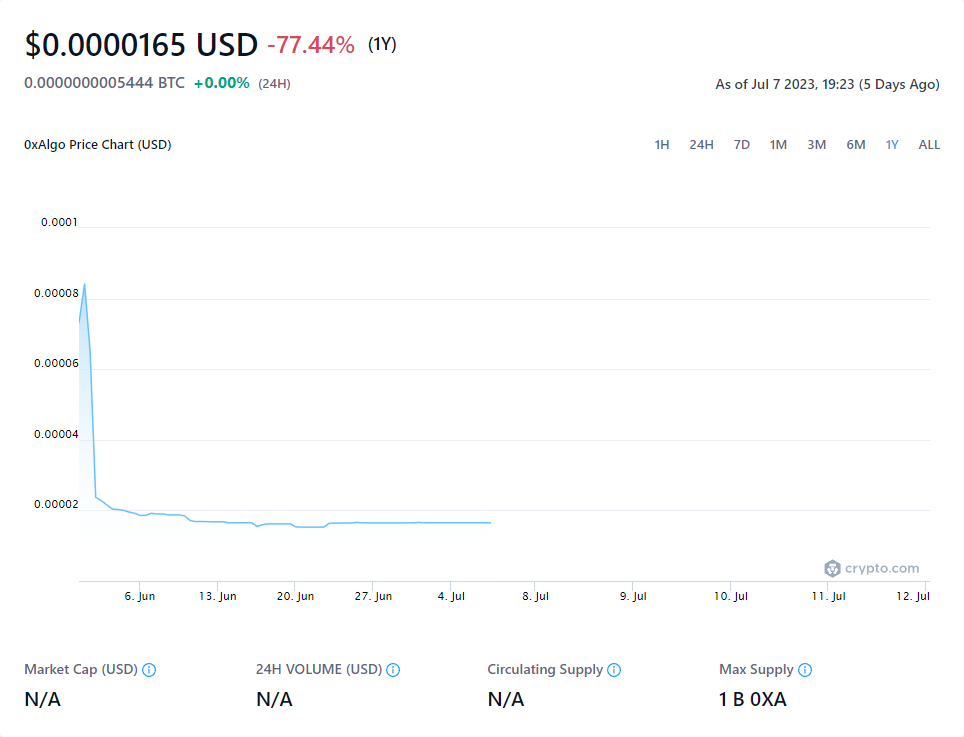 $0.0000165 USD -77.44% (1Y)
0.0000000005444 BTC +0.00% (24H)
As of Jul 7 2023, 19:23 (5 Days Ago)
0xAlgo Price Chart (USD)
1H 24H 7D 1M 3M 6M 1Y ALL
0.0001
0.00008
0.00006
0.00004
0.00002
crypto.com
6. Jun 13. Jun 20. Jun 27. Jun 4. Jul 8. Jul 9. Jul 10. Jul 11. Jul 12. Jul
Market Cap (USD) 24H VOLUME (USD) Circulating Supply Max Supply
N/A N/A N/A 1 B 0XA